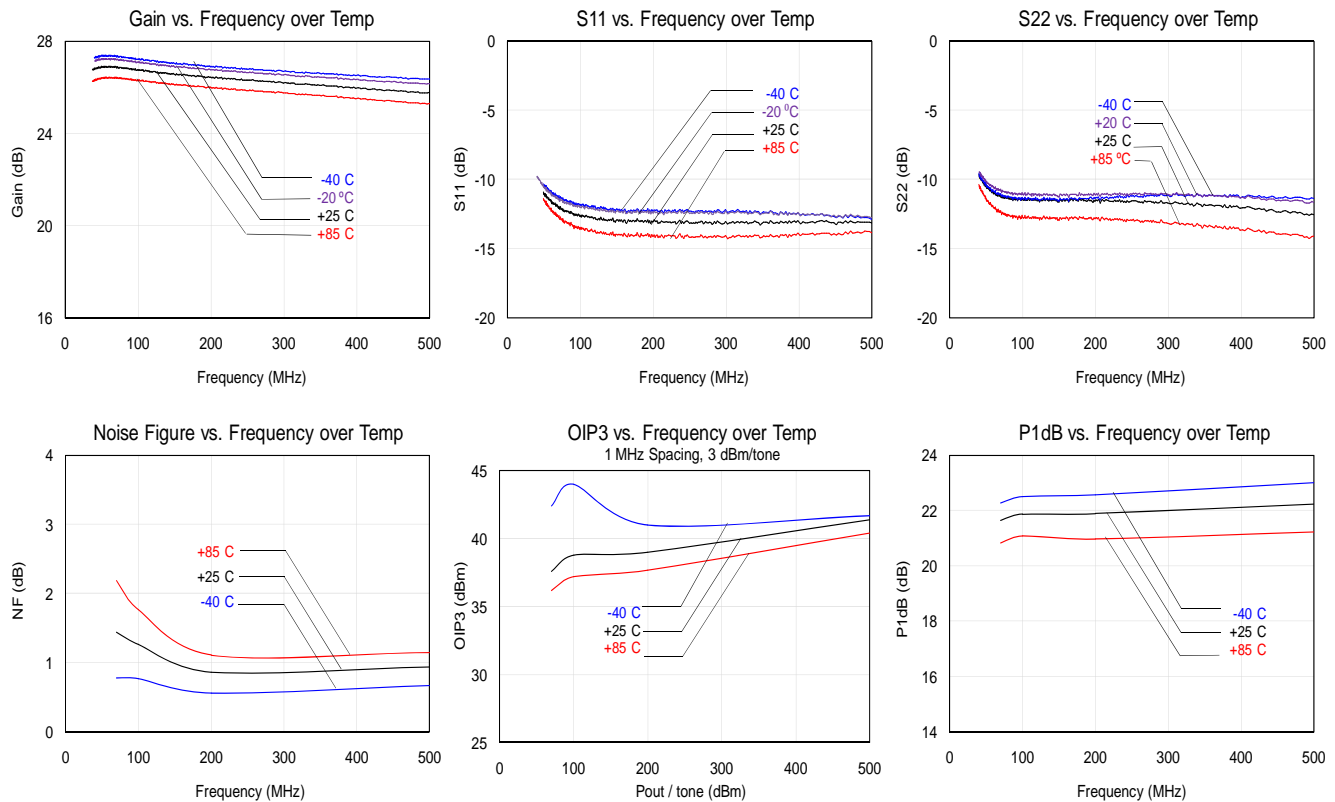 Gain vs. Frequency over Temp
28
24
20
16
Gain (dB)
-40 C
-20 ⁰C
+25 C
+85 C
0 100 200 300 400 500
Frequency (MHz)
S11 vs. Frequency over Temp
0
-5
-10
-15
-20
S11 (dB)
-40 C
-20 ⁰C
+25 C
+85 C
0 100 200 300 400 500
Frequency (MHz)
S22 vs. Frequency over Temp
0
-5
-10
-15
-20
S22 (dB)
-40 C
+20 C
+25 C
+85 ⁰C
0 100 200 300 400 500
Frequency (MHz)
Noise Figure vs. Frequency over Temp
4
3
2
1
0
NF (dB)
+85 C
+25 C
-40 C
0 100 200 300 400 500
Frequency (MHz)
OIP3 vs. Frequency over Temp
1 MHz Spacing, 3 dBm/tone
45
40
35
30
25
OIP3 (dBm)
-40 C
+25 C
+85 C
0 100 200 300 400 500
Pout / tone (dBm)
P1dB vs. Frequency over Temp
24
22
20
18
16
14
P1dB (dB)
-40 C
+25 C
+85 C
0 100 200 300 400 500
Frequency (MHz)